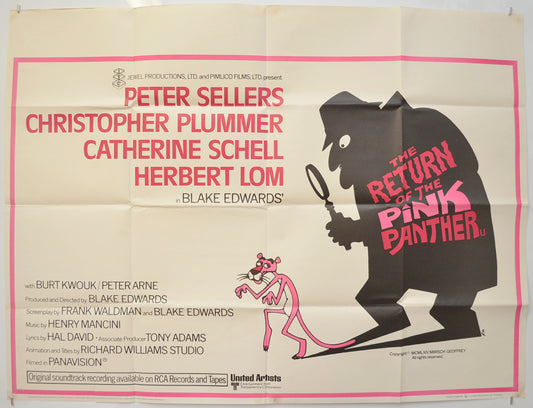 JEWEL PRODUCTIONS, LTD. and PIMLICO FILMS, LTD. present
PETER SELLERS
CHRISTOPHER PLUMMER
CATHERINE SCHELL
HERBERT LOM
in BLAKE EDWARDS'
THE
RETURN
OF THE
PINK
PANTHER U
with BURT KWOUK/PETER ARNE
Produced and Directed by BLAKE EDWARDS
Screenplay by FRANK WALDMAN and BLAKE EDWARDS
Music by HENRY MANCINI
Lyrics by HAL DAVID · Associate Producer TONY ADAMS
Animation and Titles by RICHARD WILLIAMS STUDIO
Filmed in PANAVISION®
Original soundtrack recording available on RCA Records and Tapes
United Artists
Copyright © MCMLXIV MIRISCH-GEOFFREY